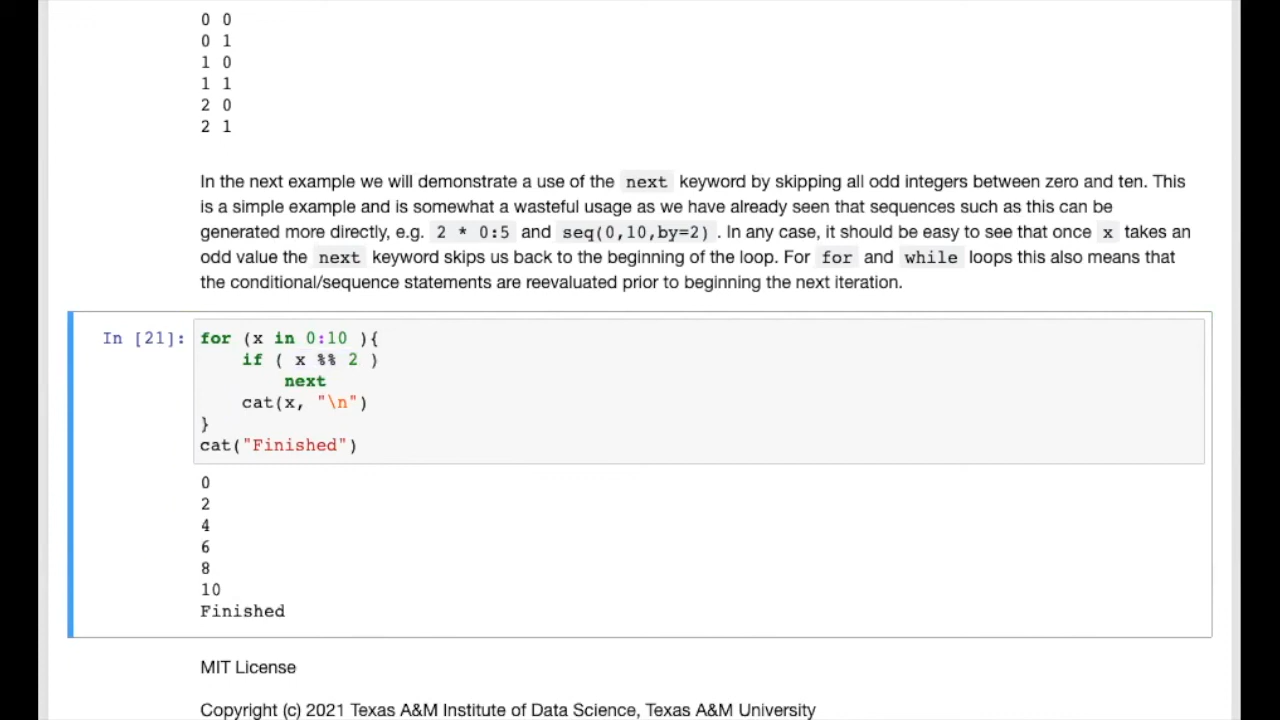 0 0
0 1
1 0
1 1
2 0
2 1
In the next example we will demonstrate a use of the next keyword by skipping all odd integers between zero and ten. This
is a simple example and is somewhat a wasteful usage as we have already seen that sequences such as this can be
generated more directly, e.g. 2 * 0:5 and seq(0,10,by=2) . In any case, it should be easy to see that once x takes an
odd value the next keyword skips us back to the beginning of the loop. For for and while loops this also means that
the conditional/sequence statements are reevaluated prior to beginning the next iteration.
In [21]: for (x in 0:10 ){
if ( x %% 2 )
next
cat(x, "\n")
}
cat("Finished")
0
2
4
6
8
10
Finished
MIT License
Copyright (c) 2021 Texas A&M Institute of Data Science, Texas A&M University